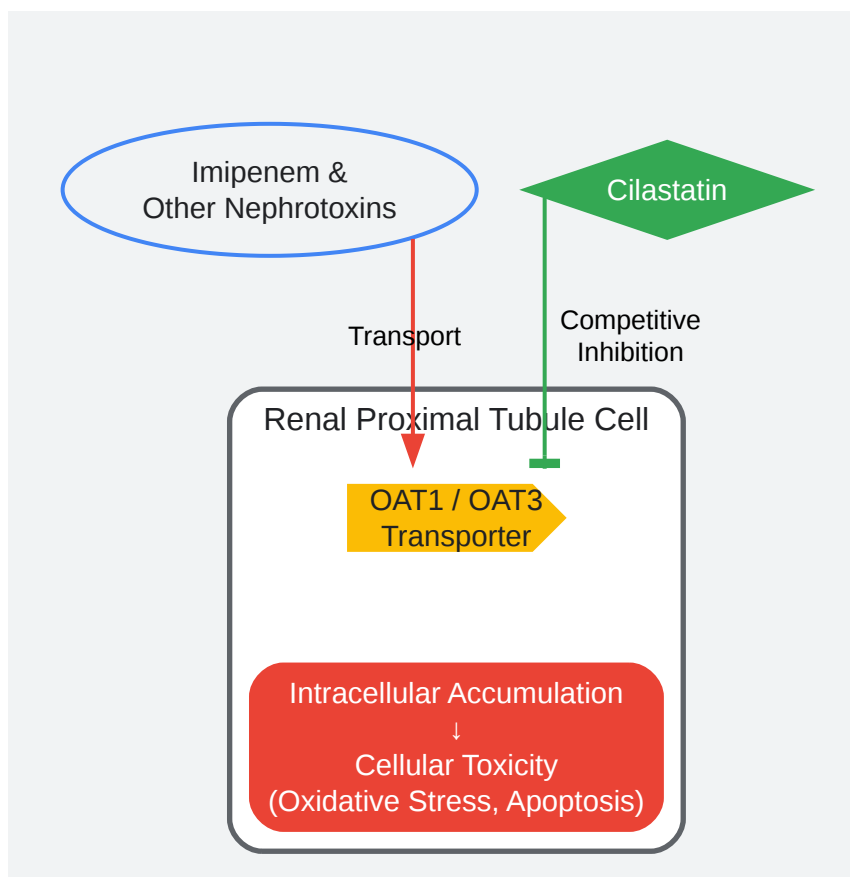 Imipenem &
Other Nephrotoxins
Cilastatin
Transport
Competitive
Inhibition
Renal Proximal Tubule Cell
OAT1 / OAT3
Transporter
Intracellular Accumulation
↓
Cellular Toxicity
(Oxidative Stress, Apoptosis)